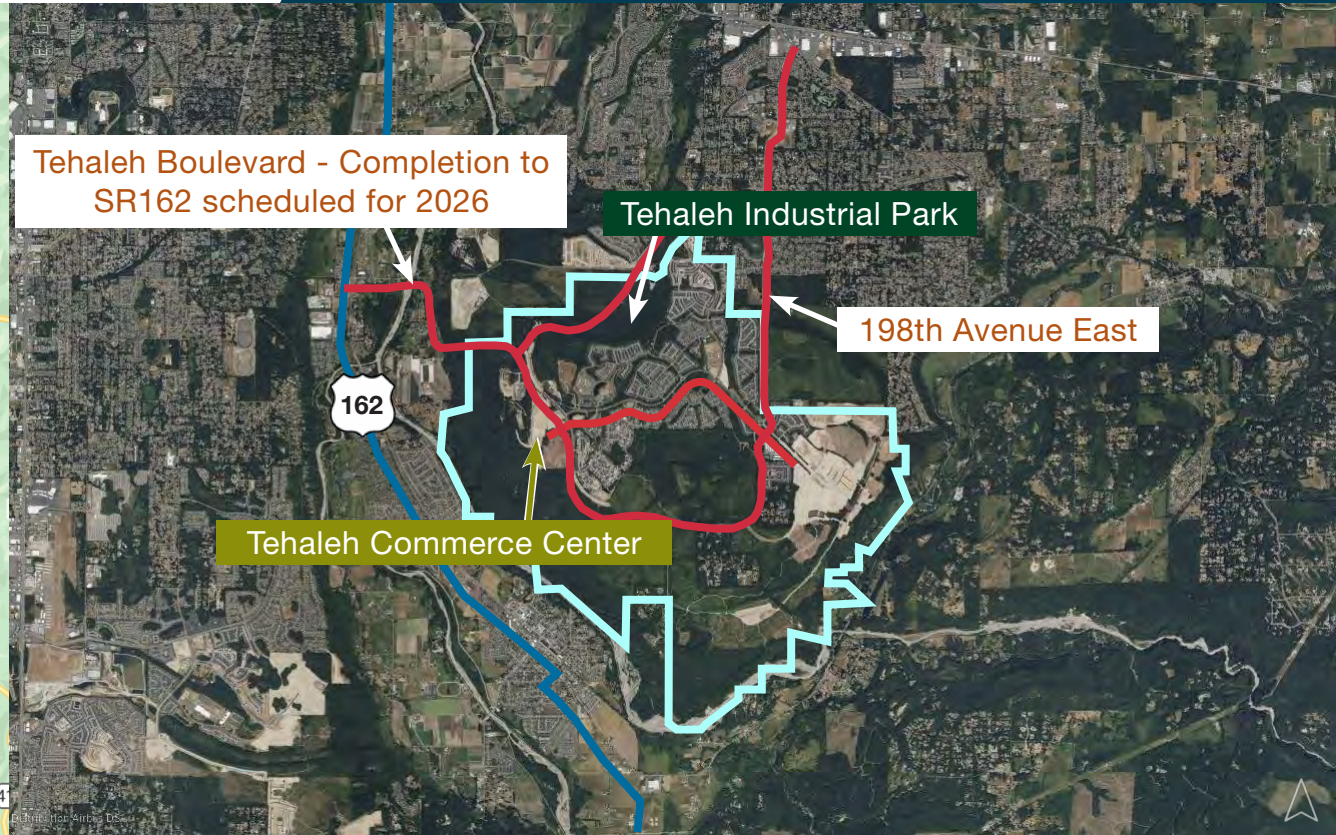 Tehaleh Boulevard - Completion to
SR162 scheduled for 2026
Tehaleh Industrial Park
198th Avenue East
162
Tehaleh Commerce Center